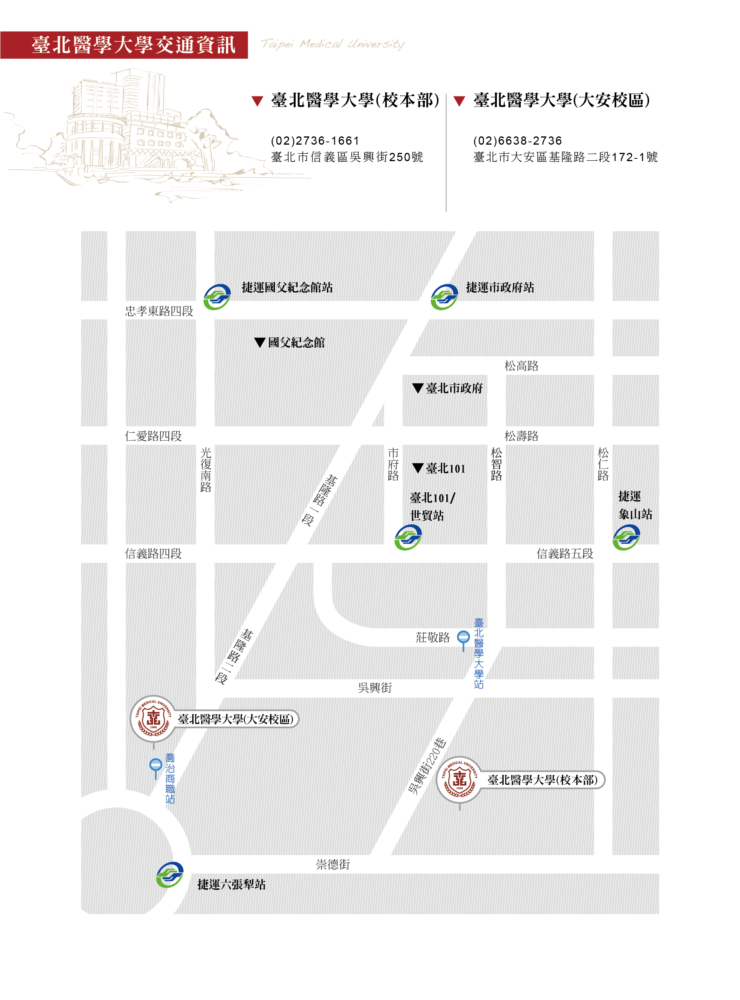 臺北醫學大學交通資訊
Taipei Medical University
臺北醫學大學(校本部)
(02)2736-1661
臺北市信義區吳興街250號
臺北醫學大學(大安校區)
(02)6638-2736
臺北市大安區基隆路二段172-1號
捷運國父紀念館站
捷運市政府站
忠孝東路四段
國父紀念館
松高路
臺北市政府
仁愛路四段
松壽路
光復南路
市府路
松智路
松仁路
臺北101
基隆路一段
臺北101/
世貿站
捷運
象山站
信義路四段
信義路五段
基隆路二段
莊敬路
臺北醫學大學站
吳興街
TAIPEI MEDICAL UNIVERSITY
1960
臺北醫學大學(大安校區)
吳興街220巷
喬治商職站
TAIPEI MEDICAL UNIVERSITY
1960
臺北醫學大學(校本部)
崇德街
捷運六張犁站